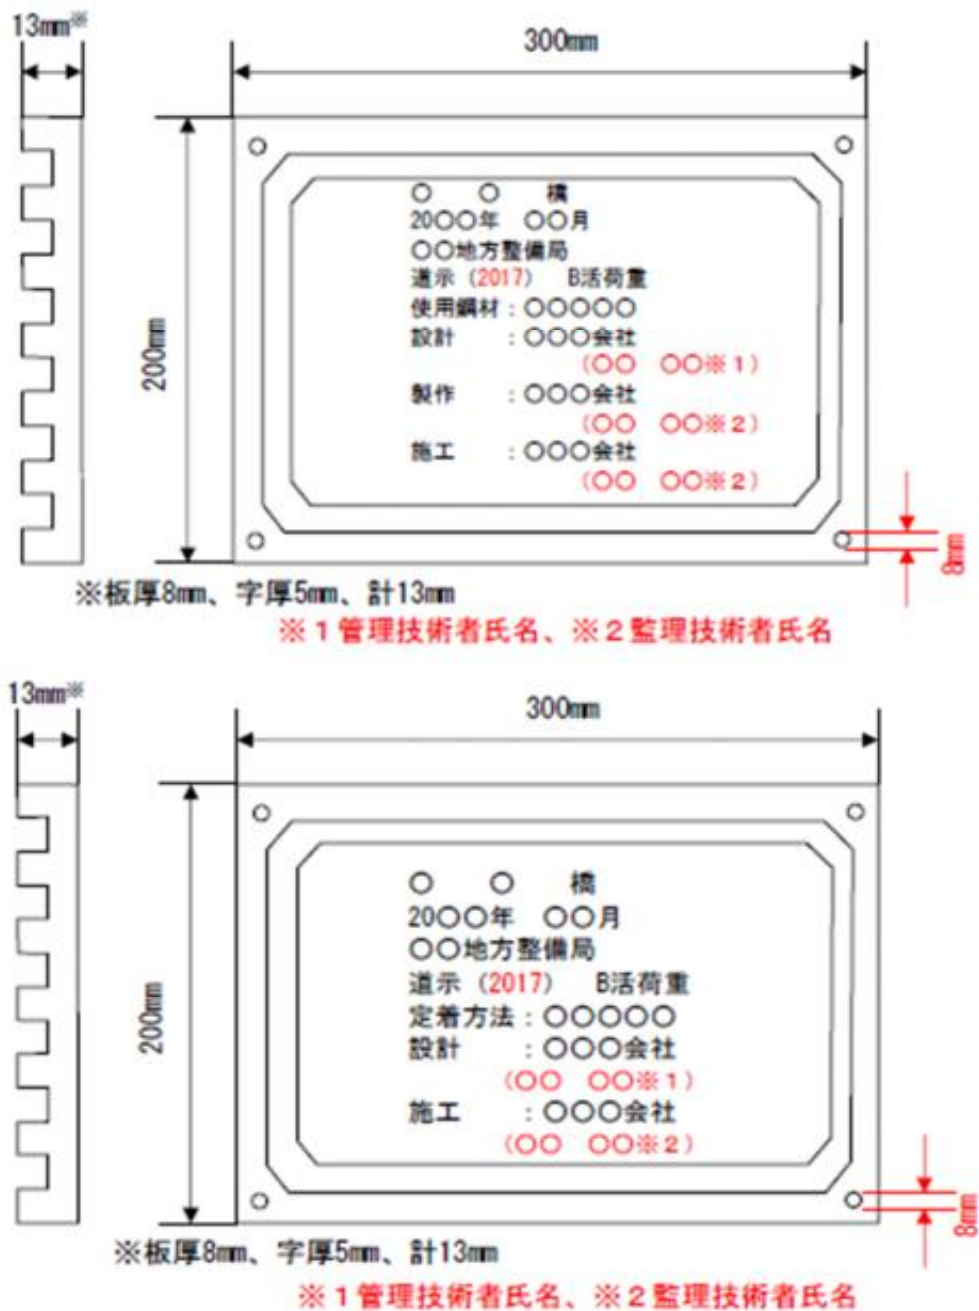 13mm※
300mm
200mm
○ ○ 橋
20○○年 ○○月
○○地方整備局
道示（2017） B活荷重
使用鋼材：○○○○○
設計 ：○○○会社
（○○ ○○※１）
製作 ：○○○会社
（○○ ○○※２）
施工 ：○○○会社
（○○ ○○※２）
8mm
※板厚8mm、字厚5mm、計13mm
※１管理技術者氏名、※２監理技術者氏名
13mm※
300mm
200mm
○ ○ 橋
20○○年 ○○月
○○地方整備局
道示（2017） B活荷重
定着方法：○○○○○
設計 ：○○○会社
（○○ ○○※１）
施工 ：○○○会社
（○○ ○○※２）
8mm
※板厚8mm、字厚5mm、計13mm
※１管理技術者氏名、※２監理技術者氏名